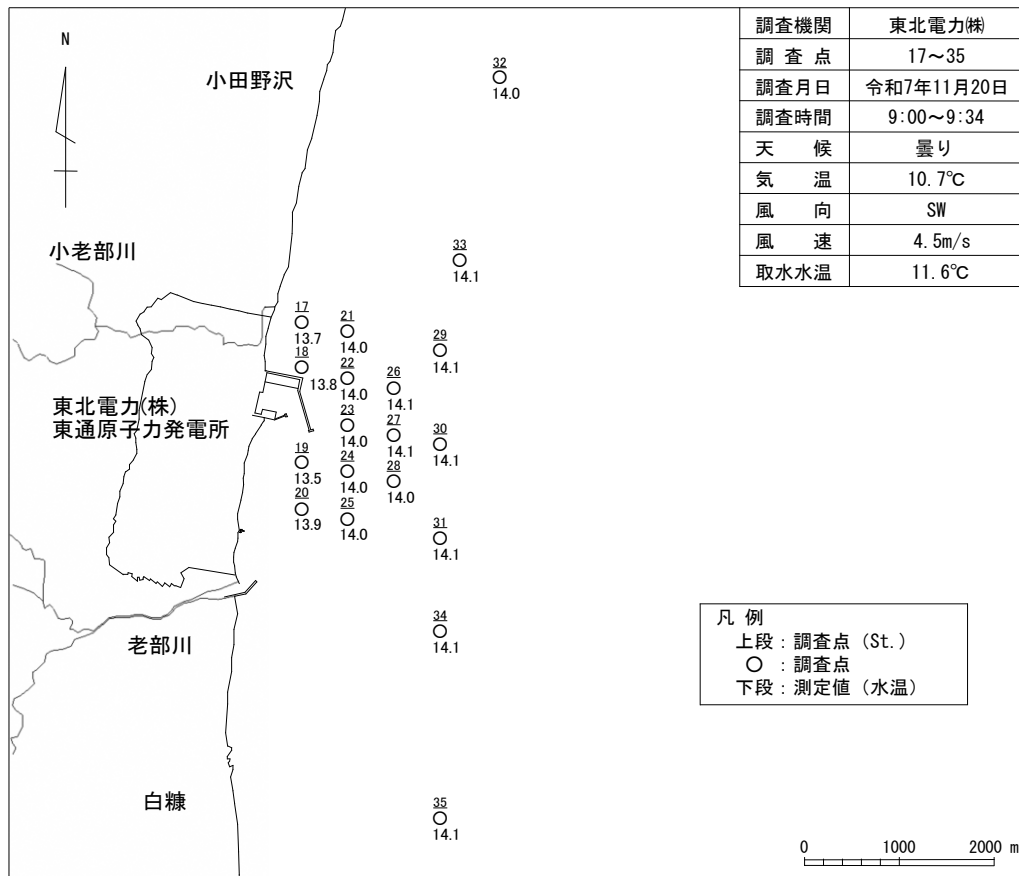 調査機関 東北電力㈱
調査点 17～35
調査月日 令和7年11月20日
調査時間 9:00～9:34
天候 曇り
気温 10.7℃
風向 SW
風速 4.5m/s
取水水温 11.6℃
N
小田野沢
32
14.0
小老部川
33
14.1
17
13.7
21
14.0
29
14.1
18
13.8
22
14.0
26
14.1
東北電力(株)
東通原子力発電所
23
14.0
27
14.1
30
14.1
19
13.5
24
14.0
28
14.0
20
13.9
25
14.0
31
14.1
34
14.1
老部川
凡 例
上段：調査点（St.）
○ ：調査点
下段：測定値（水温）
白糠
35
14.1
0 1000 2000 m